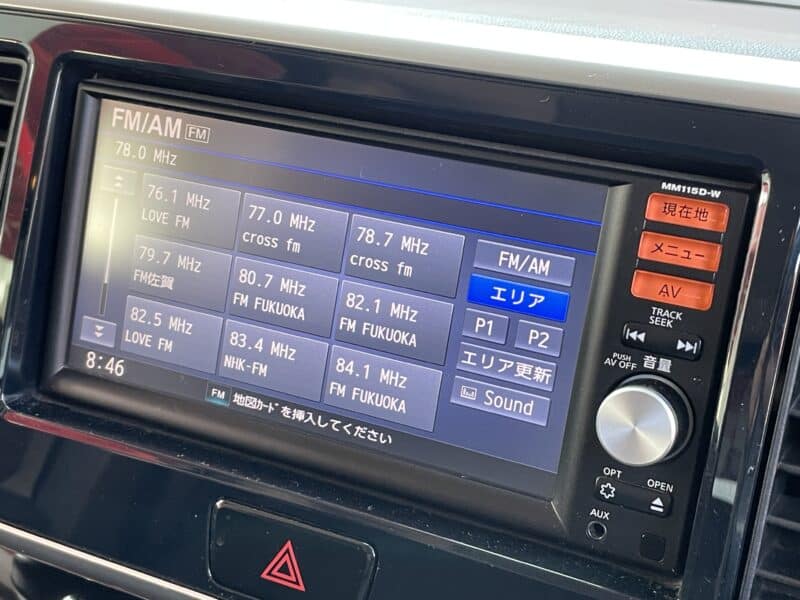 FM/AM FM
78.0 MHz
76.1 MHz
LOVE FM
77.0 MHz
cross fm
78.7 MHz
cross fm
79.7 MHz
FM佐賀
80.7 MHz
FM FUKUOKA
82.1 MHz
FM FUKUOKA
82.5 MHz
LOVE FM
83.4 MHz
NHK-FM
84.1 MHz
FM FUKUOKA
FM/AM
エリア
P1 P2
エリア更新
Sound
8:46
FM 地図ｶｰﾄﾞを挿入してください
MM115D-W
現在地
メニュー
AV
TRACK
SEEK
PUSH
AV OFF
音量
OPT
OPEN
AUX